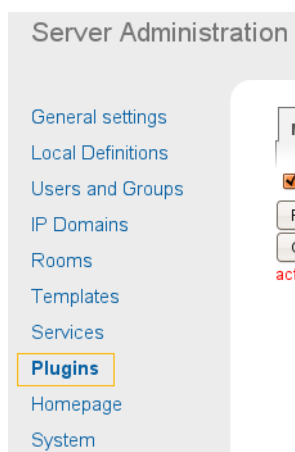 Server Administration
General settings
Local Definitions
Users and Groups
IP Domains
Rooms
Templates
Services
Plugins
Homepage
System